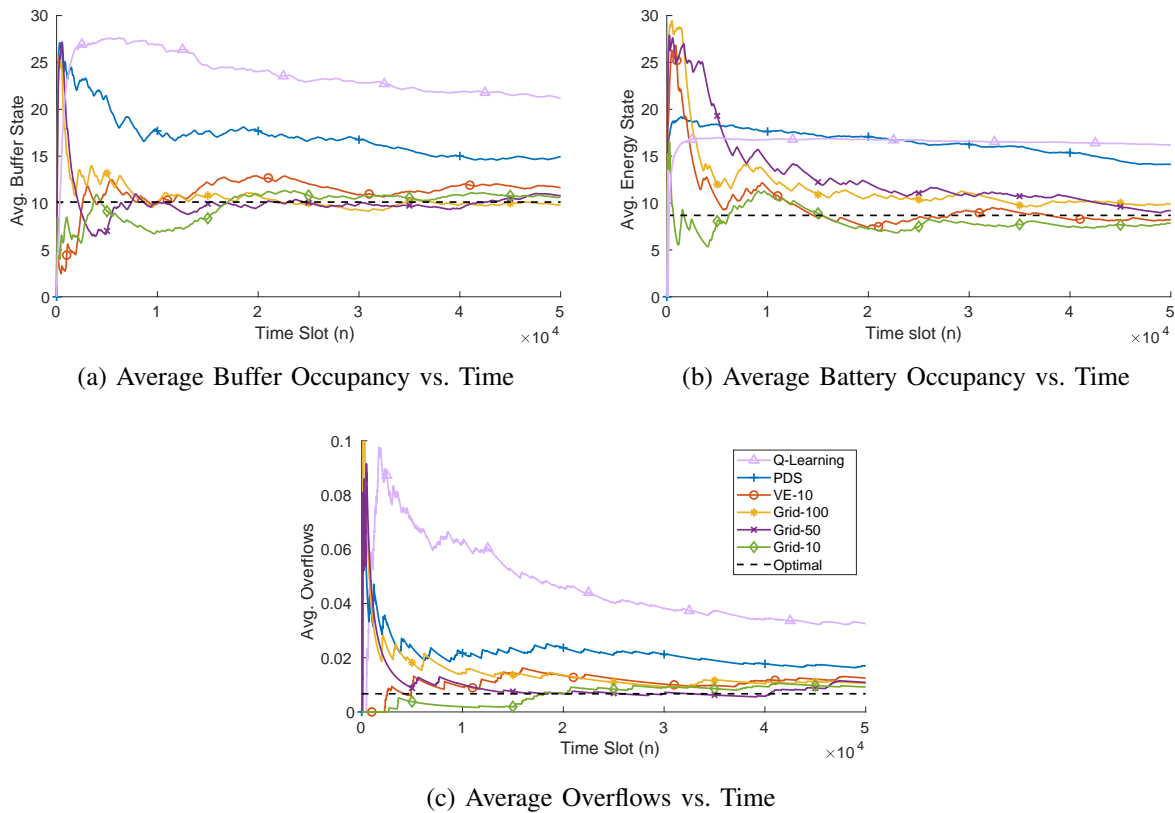 30
25
20
15
10
5
0
Avg. Buffer State
0 1 2 3 4 5
Time Slot (n)
×10^4
(a) Average Buffer Occupancy vs. Time
30
25
20
15
10
5
0
Avg. Energy State
0 1 2 3 4 5
Time slot (n)
×10^4
(b) Average Battery Occupancy vs. Time
0.1
0.08
0.06
0.04
0.02
0
Avg. Overflows
Q-Learning
PDS
VE-10
Grid-100
Grid-50
Grid-10
Optimal
0 1 2 3 4 5
Time Slot (n)
×10^4
(c) Average Overflows vs. Time